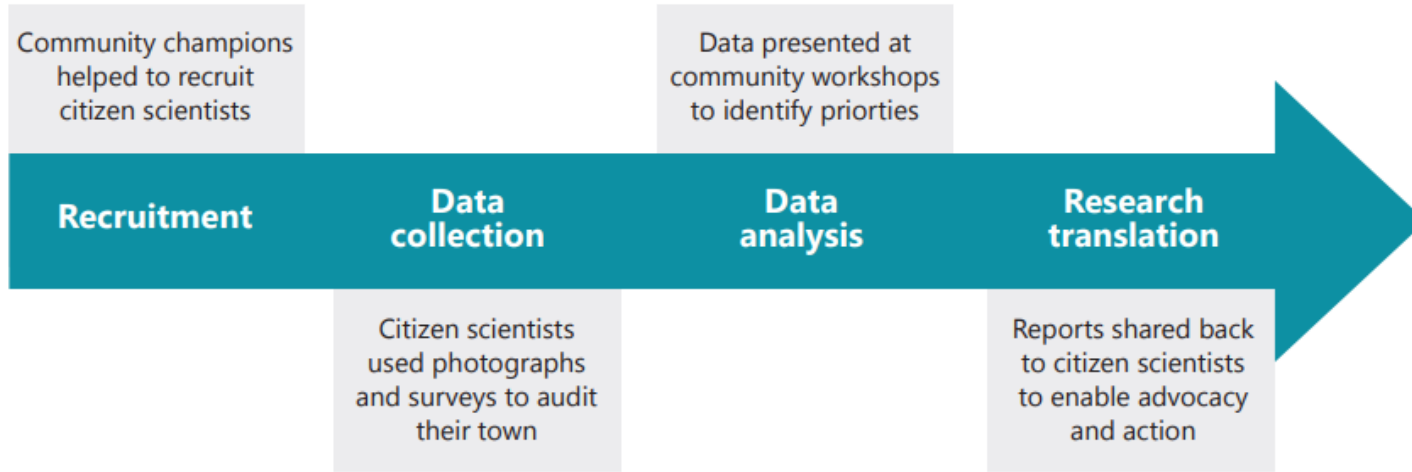 Community champions
helped to recruit
citizen scientists
Recruitment
Data
collection
Citizen scientists
used photographs
and surveys to audit
their town
Data presented at
community workshops
to identify priorties
Data
analysis
Research
translation
Reports shared back
to citizen scientists
to enable advocacy
and action